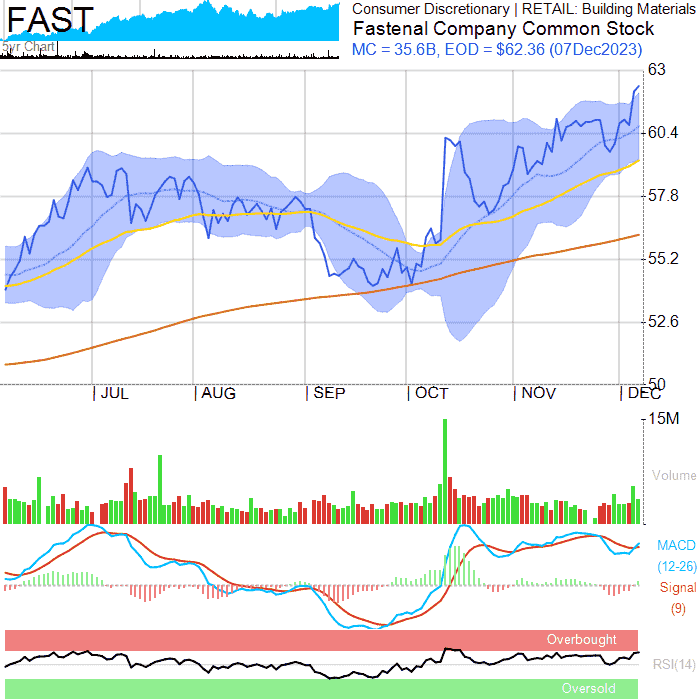 FAST
5yr Chart
Consumer Discretionary | RETAIL: Building Materials
Fastenal Company Common Stock
MC = 35.6B, EOD = $62.36 (07Dec2023)
63
60.4
57.8
55.2
52.6
50
JUL
AUG
SEP
OCT
NOV
DEC
15M
Volume
MACD
(12-26)
Signal
(9)
Overbought
RSI(14)
Oversold